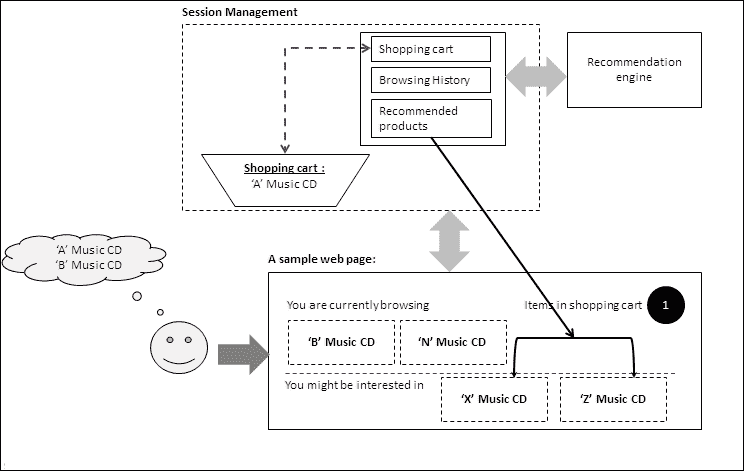 Session Management
Shopping cart
Browsing History
Recommended
products
Recommendation
engine
Shopping cart :
‘A’ Music CD
‘A’ Music CD
‘B’ Music CD
A sample web page:
You are currently browsing
Items in shopping cart
1
‘B’ Music CD
‘N’ Music CD
You might be interested in
‘X’ Music CD
‘Z’ Music CD